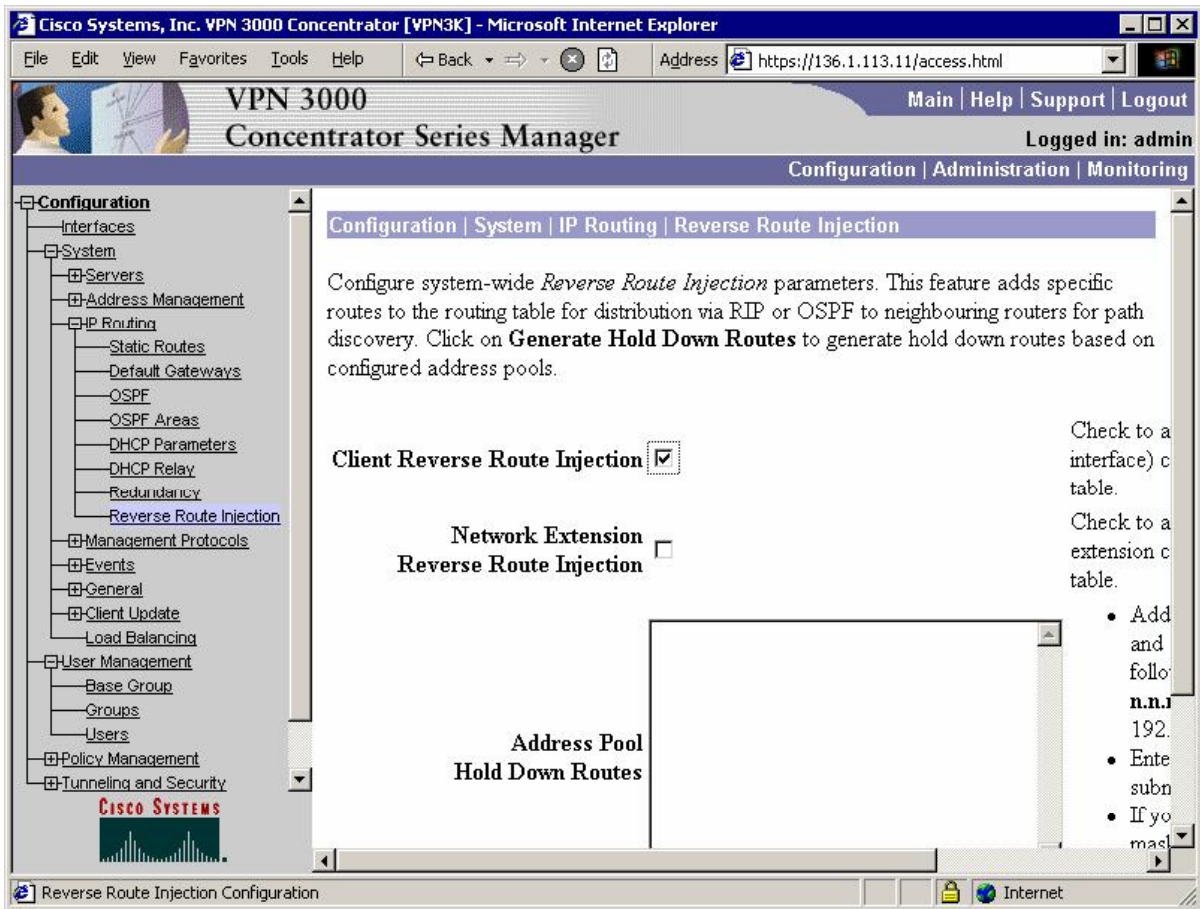 Cisco Systems, Inc. VPN 3000 Concentrator [VPN3K] - Microsoft Internet Explorer
File Edit View Favorites Tools Help Back Address https://136.1.113.11/access.html
VPN 3000
Concentrator Series Manager
Main | Help | Support | Logout
Logged in: admin
Configuration | Administration | Monitoring
Configuration
Interfaces
System
Servers
Address Management
IP Routing
Static Routes
Default Gateways
OSPF
OSPF Areas
DHCP Parameters
DHCP Relay
Redundancy
Reverse Route Injection
Management Protocols
Events
General
Client Update
Load Balancing
User Management
Base Group
Groups
Users
Policy Management
Tunneling and Security
CISCO SYSTEMS
Configuration | System | IP Routing | Reverse Route Injection
Configure system-wide Reverse Route Injection parameters. This feature adds specific
routes to the routing table for distribution via RIP or OSPF to neighbouring routers for path
discovery. Click on Generate Hold Down Routes to generate hold down routes based on
configured address pools.
Client Reverse Route Injection
Check to a
interface) c
table.
Network Extension
Reverse Route Injection
Check to a
extension c
table.
Address Pool
Hold Down Routes
Add
and
follo
n.n.
192.
Ente
subn
If yo
mas
Reverse Route Injection Configuration
Internet